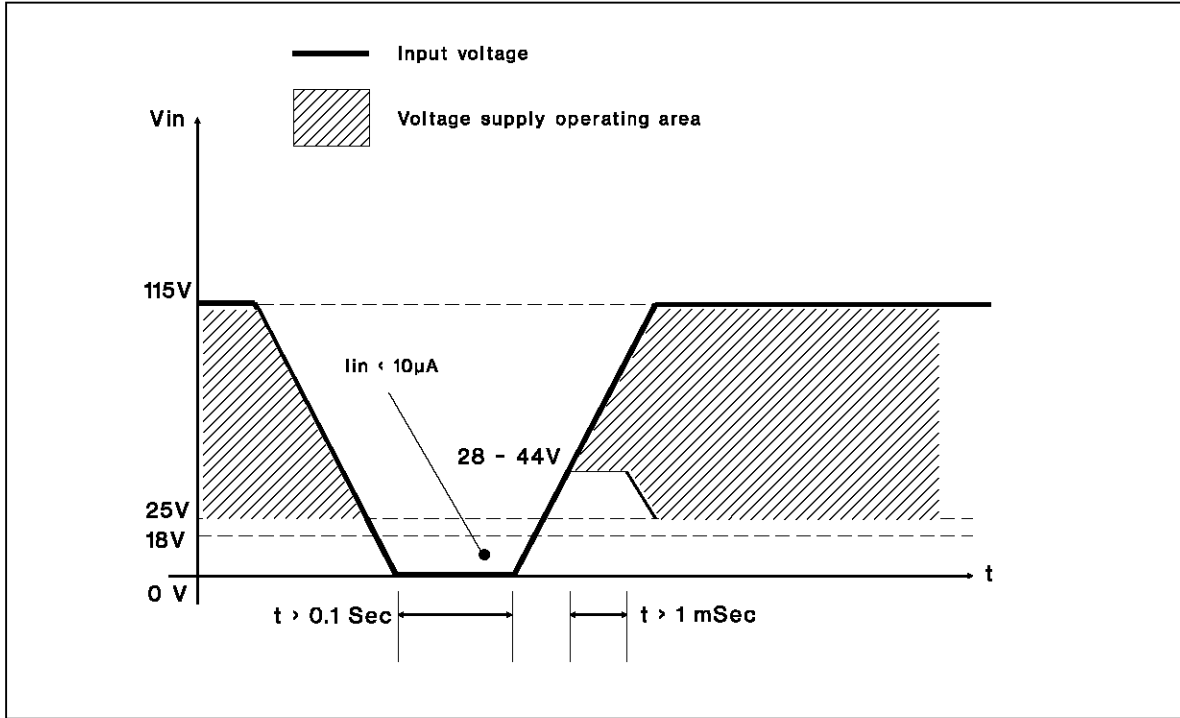 Input voltage
Voltage supply operating area
Vin
115V
Iin < 10µA
28 - 44V
25V
18V
0 V
t
t > 0.1 Sec
t > 1 mSec